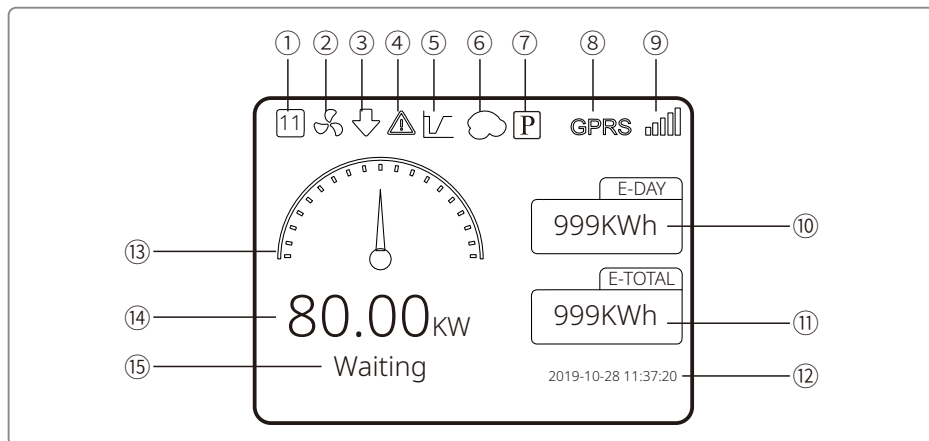 ① ② ③ ④ ⑤ ⑥ ⑦ ⑧ ⑨
11 P GPRS
E-DAY
999KWh ⑩
⑬
E-TOTAL
⑭ 80.00KW 999KWh ⑪
⑮ Waiting 2019-10-28 11:37:20 ⑫